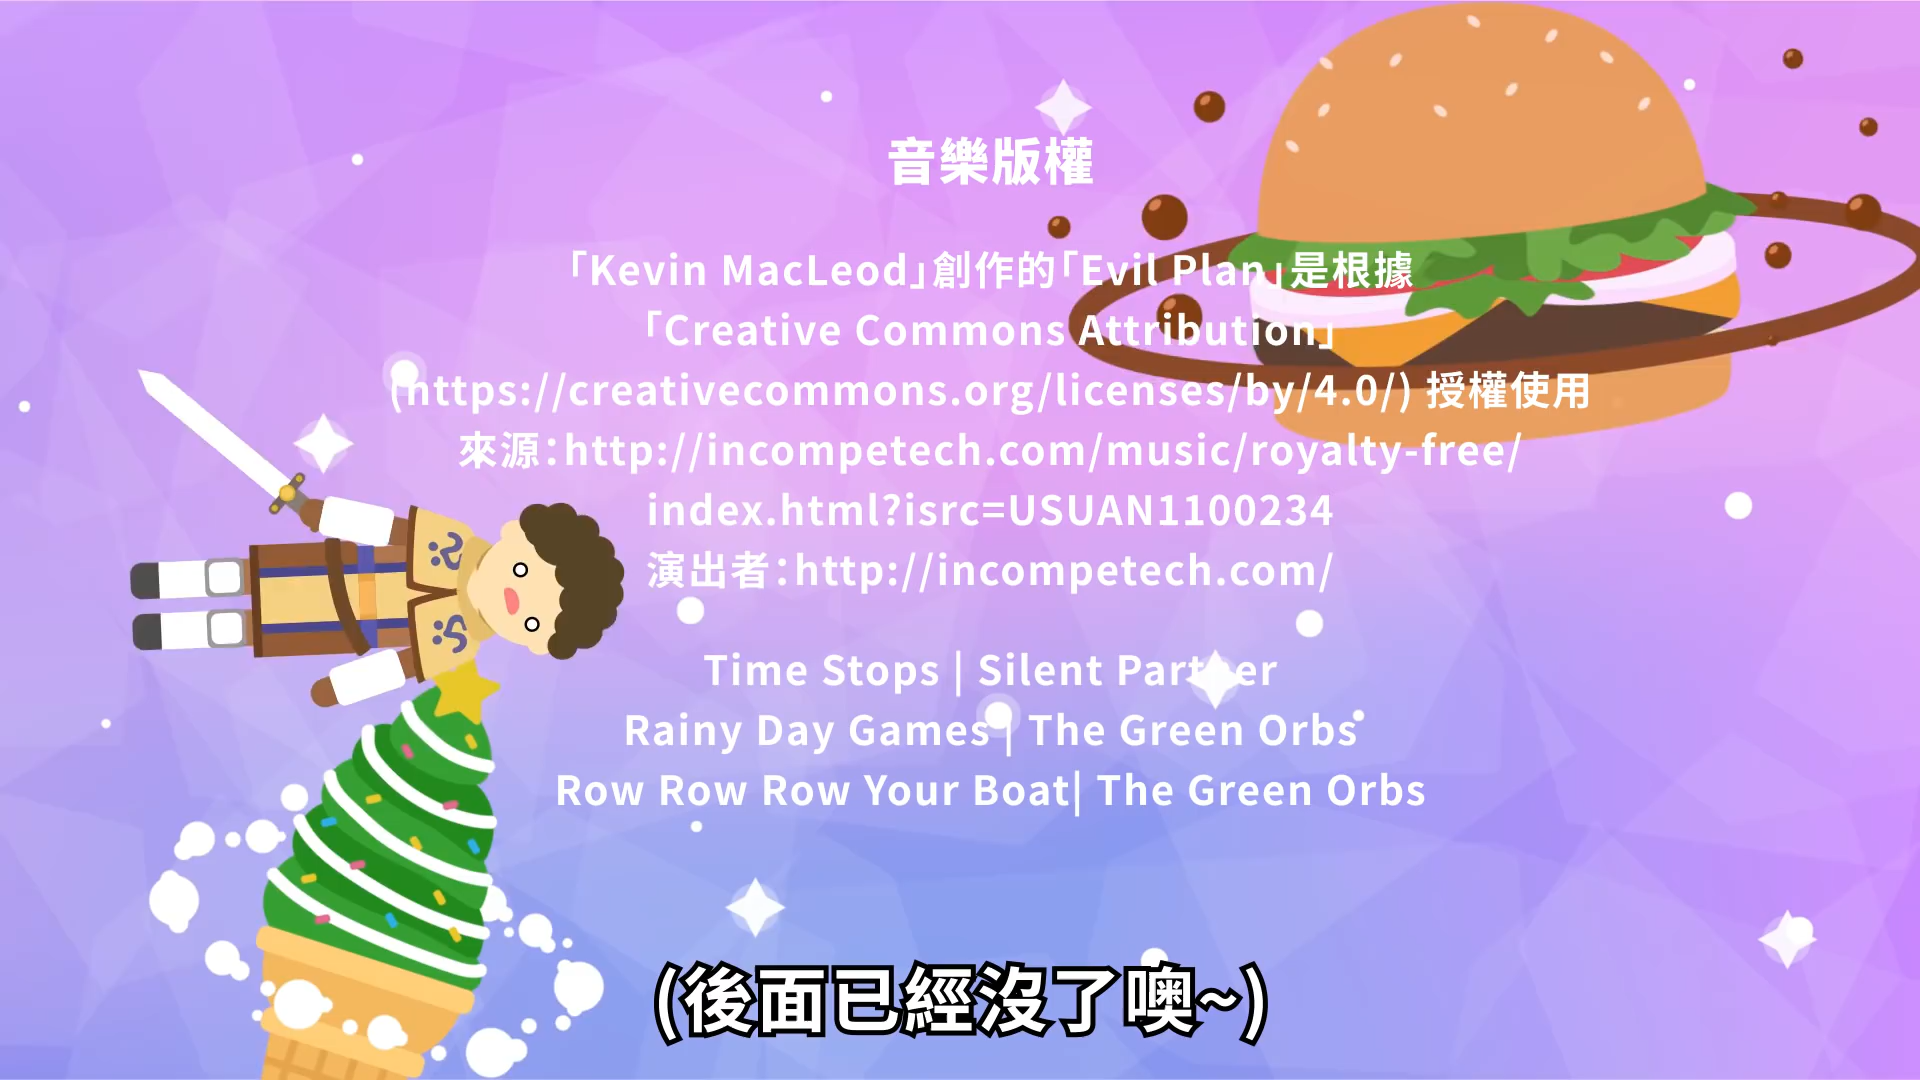 音樂版權
「Kevin MacLeod」創作的「Evil Plan」是根據
「Creative Commons Attribution」
(https://creativecommons.org/licenses/by/4.0/) 授權使用
來源：http://incompetech.com/music/royalty-free/
index.html?isrc=USUAN1100234
演出者：http://incompetech.com/
Time Stops | Silent Partner
Rainy Day Games | The Green Orbs
Row Row Row Your Boat| The Green Orbs
(後面已經沒了噢~)